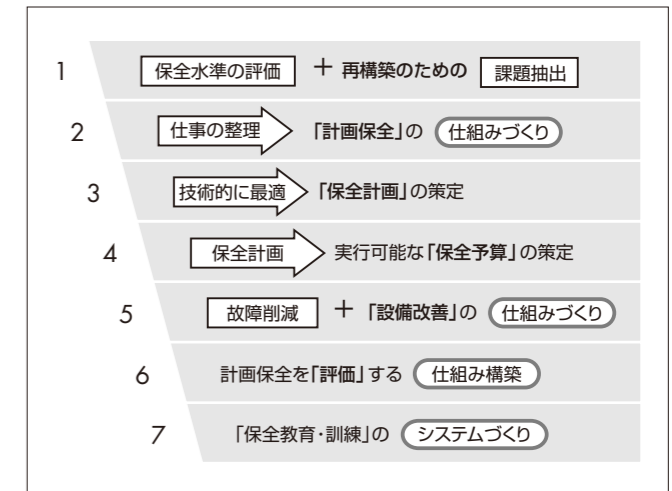 1 保全水準の評価 ＋ 再構築のための 課題抽出
2 仕事の整理 「計画保全」の 仕組みづくり
3 技術的に最適 「保全計画」の策定
4 保全計画 実行可能な「保全予算」の策定
5 故障削減 ＋ 「設備改善」の 仕組みづくり
6 計画保全を「評価」する 仕組み構築
7 「保全教育・訓練」の システムづくり